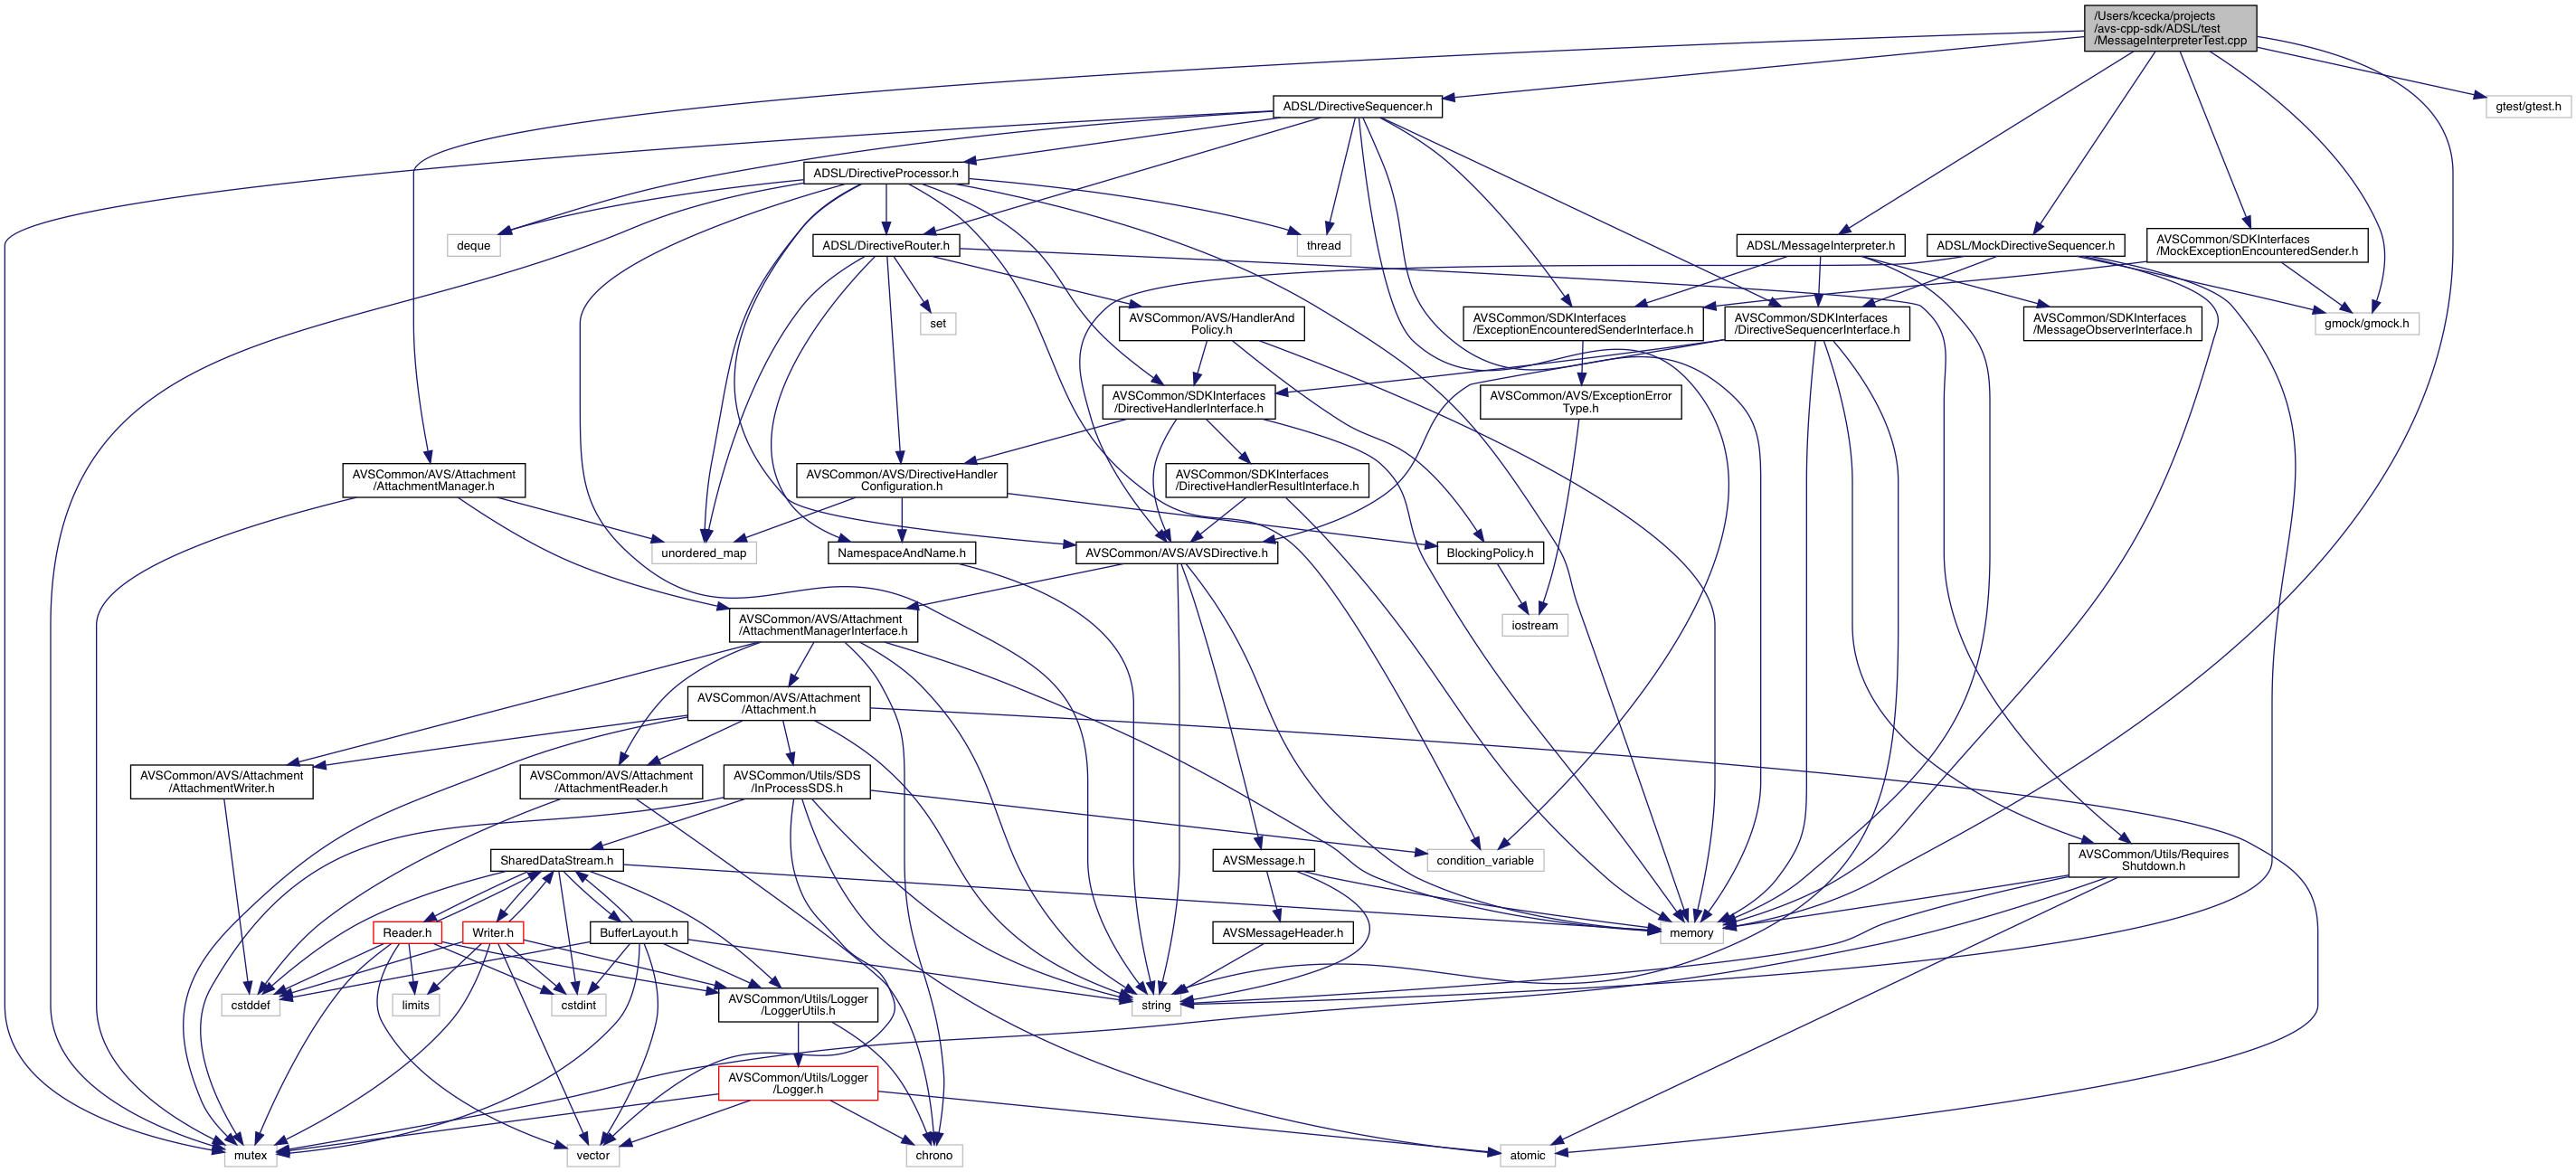 /Users/kcecka/projects
/avs-cpp-sdk/ADSL/test
/MessageInterpreterTest.cpp
ADSL/DirectiveSequencer.h
gtest/gtest.h
ADSL/DirectiveProcessor.h
deque
ADSL/DirectiveRouter.h
thread
ADSL/MessageInterpreter.h
ADSL/MockDirectiveSequencer.h
AVSCommon/SDKInterfaces
/MockExceptionEncounteredSender.h
set
AVSCommon/AVS/HandlerAnd
Policy.h
AVSCommon/SDKInterfaces
/ExceptionEncounteredSenderInterface.h
AVSCommon/SDKInterfaces
/DirectiveSequencerInterface.h
AVSCommon/SDKInterfaces
/MessageObserverInterface.h
gmock/gmock.h
AVSCommon/SDKInterfaces
/DirectiveHandlerInterface.h
AVSCommon/AVS/ExceptionError
Type.h
AVSCommon/AVS/Attachment
/AttachmentManager.h
AVSCommon/AVS/DirectiveHandler
Configuration.h
AVSCommon/SDKInterfaces
/DirectiveHandlerResultInterface.h
unordered_map
NamespaceAndName.h
AVSCommon/AVS/AVSDirective.h
BlockingPolicy.h
AVSCommon/AVS/Attachment
/AttachmentManagerInterface.h
iostream
AVSCommon/AVS/Attachment
/Attachment.h
AVSCommon/AVS/Attachment
/AttachmentWriter.h
AVSCommon/AVS/Attachment
/AttachmentReader.h
AVSCommon/Utils/SDS
/InProcessSDS.h
SharedDataStream.h
AVSMessage.h
condition_variable
AVSCommon/Utils/Requires
Shutdown.h
Reader.h
Writer.h
BufferLayout.h
AVSMessageHeader.h
memory
cstddef
limits
cstdint
AVSCommon/Utils/Logger
/LoggerUtils.h
string
AVSCommon/Utils/Logger
/Logger.h
mutex
vector
chrono
atomic